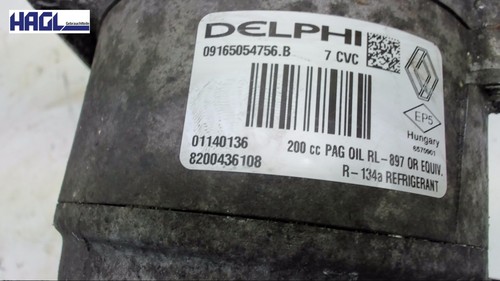 HAGL
DELPHI
09165054756.B 7 CVC
EP5
Hungary
01140136 200 cc PAG OIL RL-897 OR EQUIV.
8200436108 R-134a REFRIGERANT